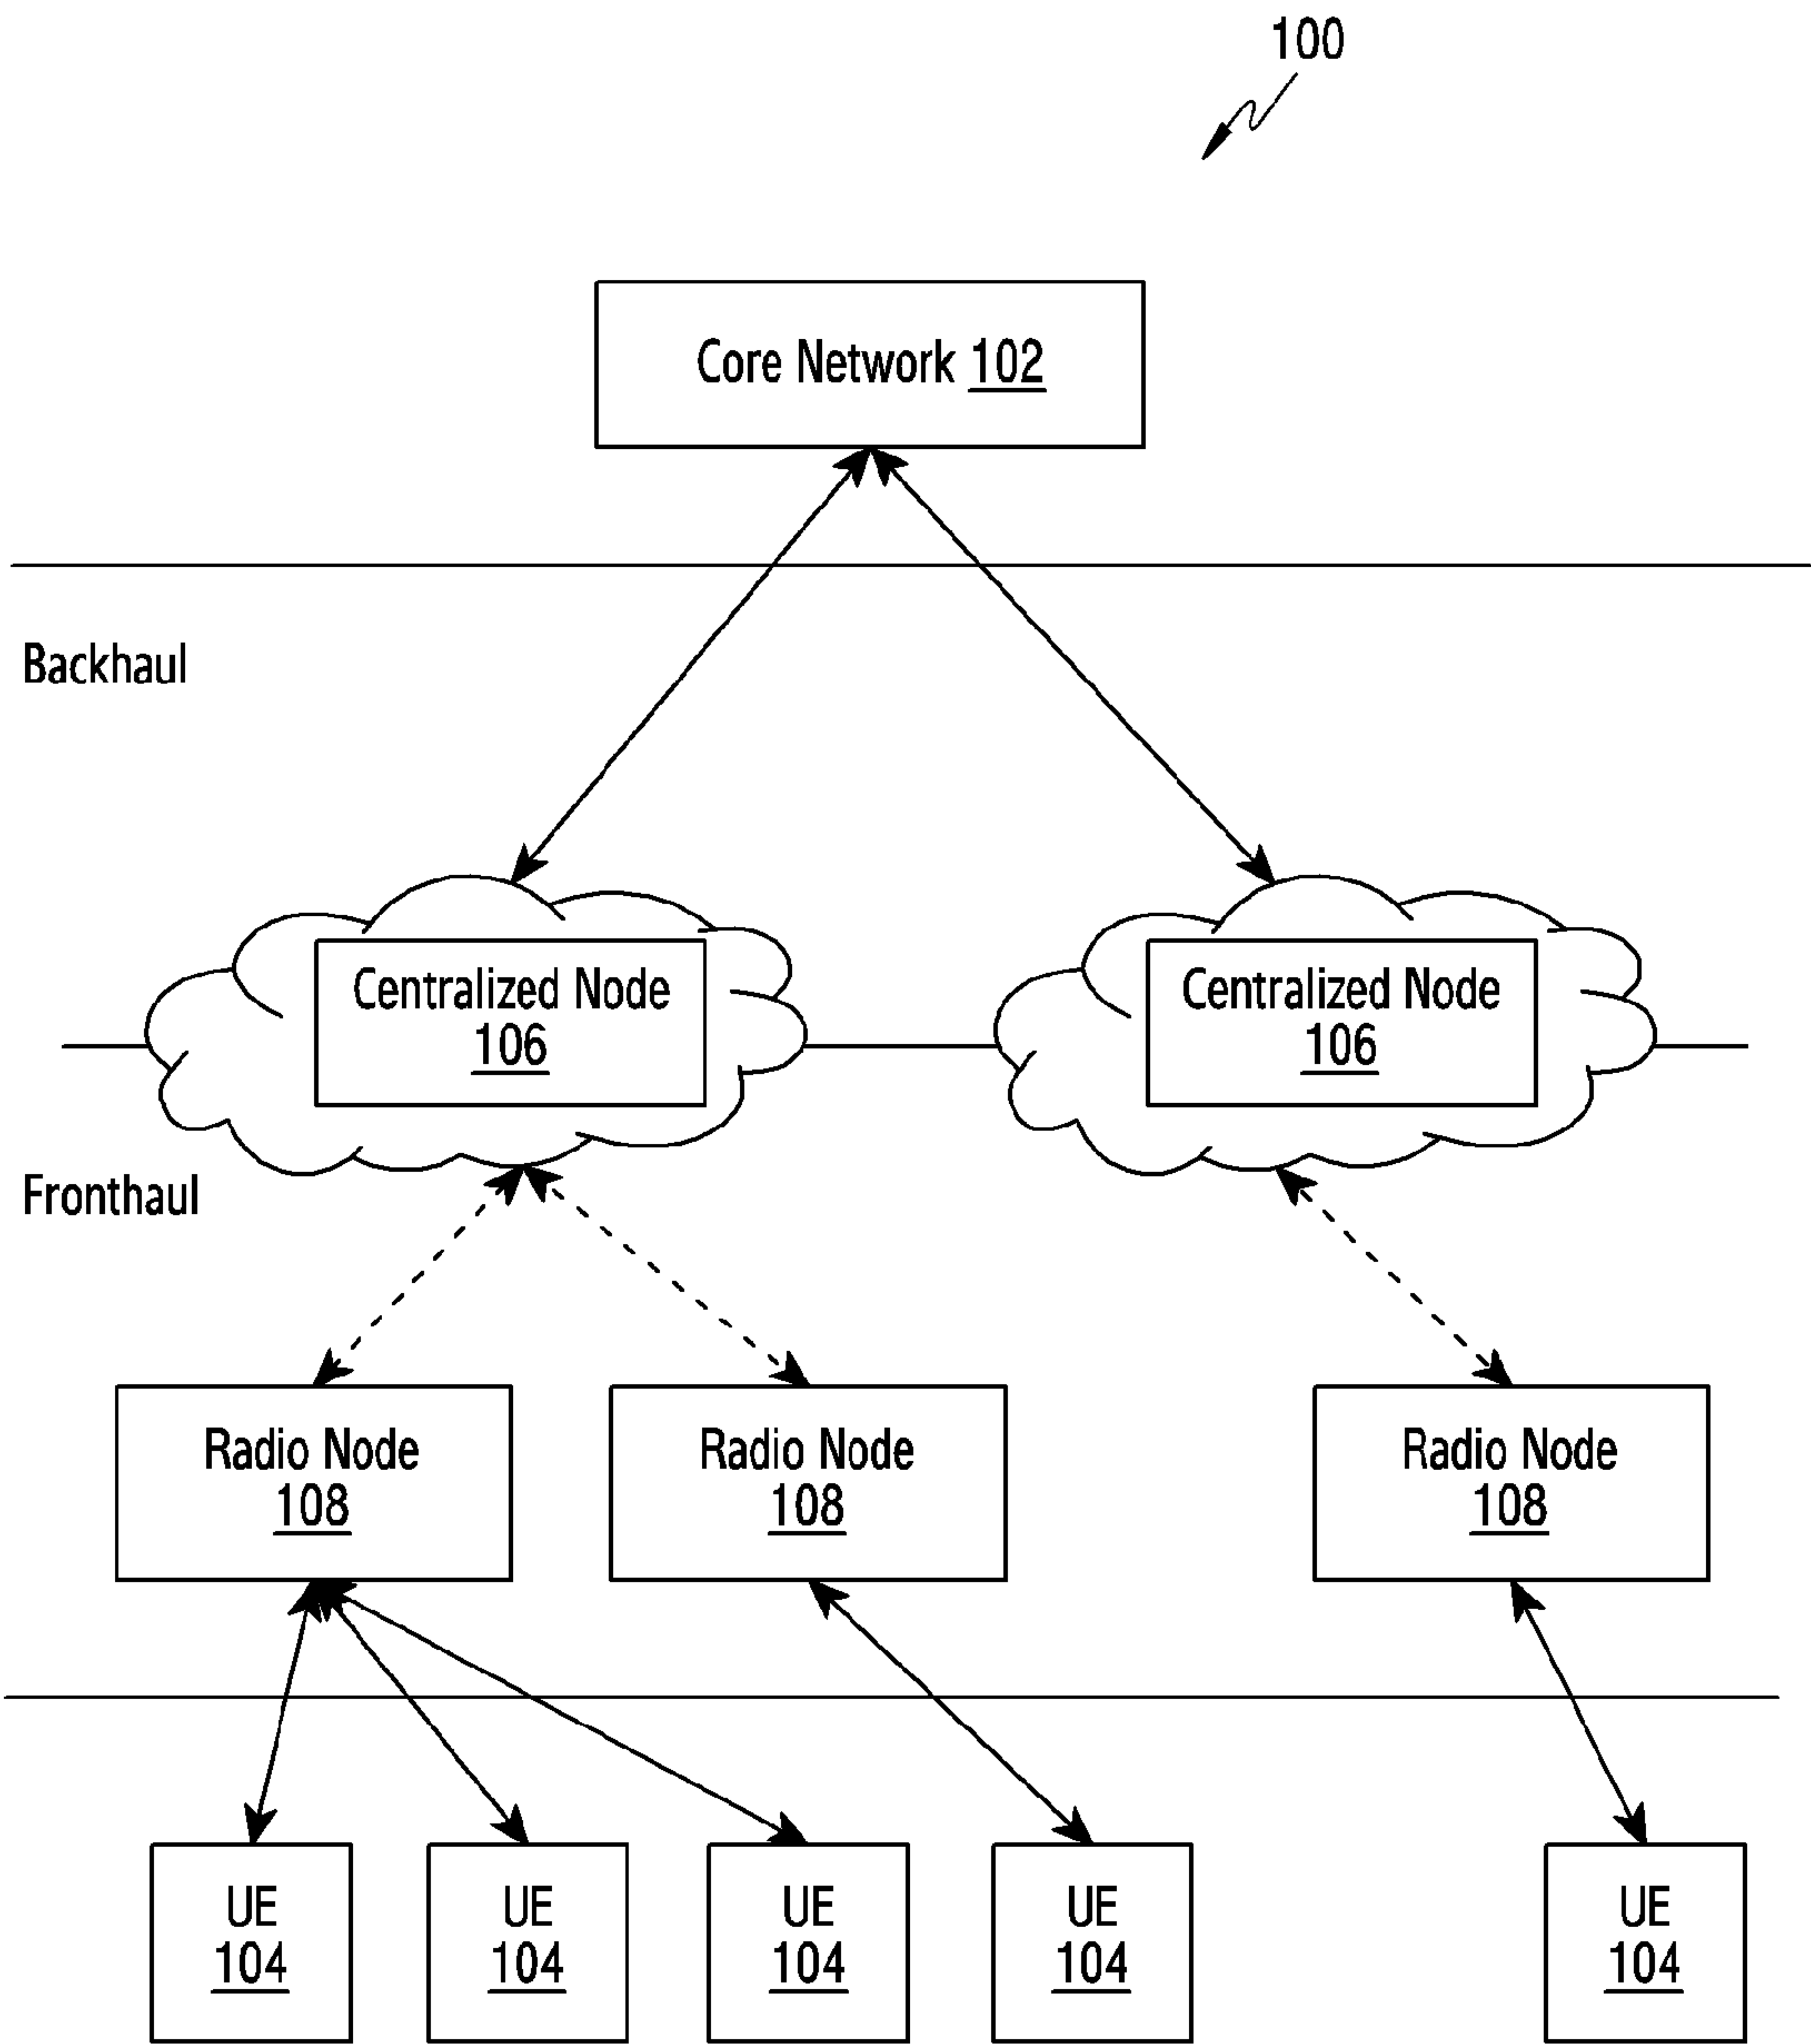 100
Core Network 102
Backhaul
Centralized Node
106
Centralized Node
106
Fronthaul
Radio Node
108
Radio Node
108
Radio Node
108
UE
104
UE
104
UE
104
UE
104
UE
104